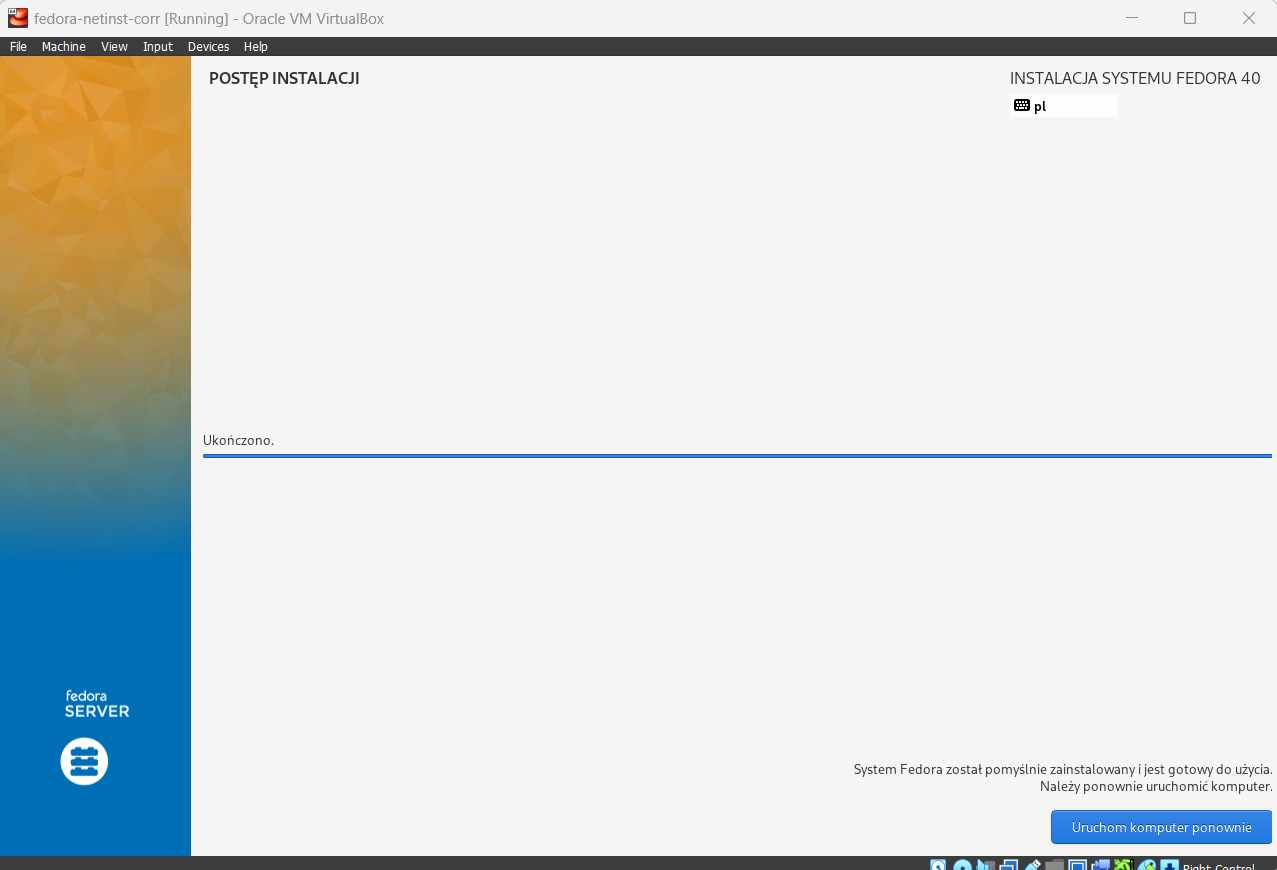 fedora-netinst-corr [Running] - Oracle VM VirtualBox
File Machine View Input Devices Help
POSTĘP INSTALACJI
INSTALACJA SYSTEMU FEDORA 40
pl
Ukończono.
fedora
SERVER
System Fedora został pomyślnie zainstalowany i jest gotowy do użycia.
Należy ponownie uruchomić komputer.
Uruchom komputer ponownie
Right Control